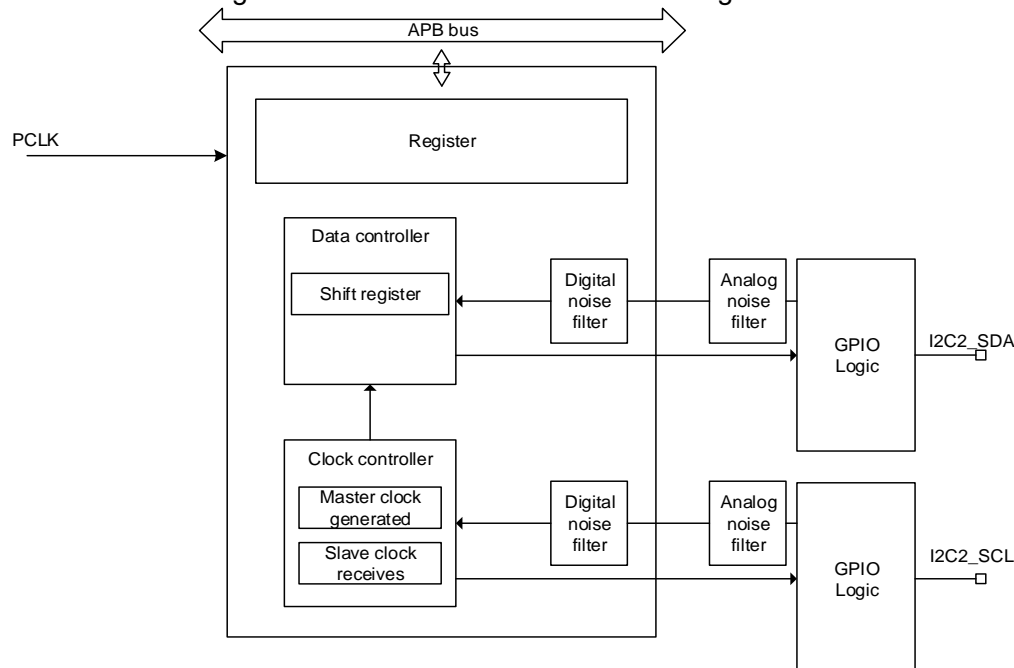 APB bus
PCLK
Register
Data controller
Shift register
Digital
noise
filter
Analog
noise
filter
GPIO
Logic
I2C2_SDA
Clock controller
Master clock
generated
Slave clock
receives
Digital
noise
filter
Analog
noise
filter
GPIO
Logic
I2C2_SCL